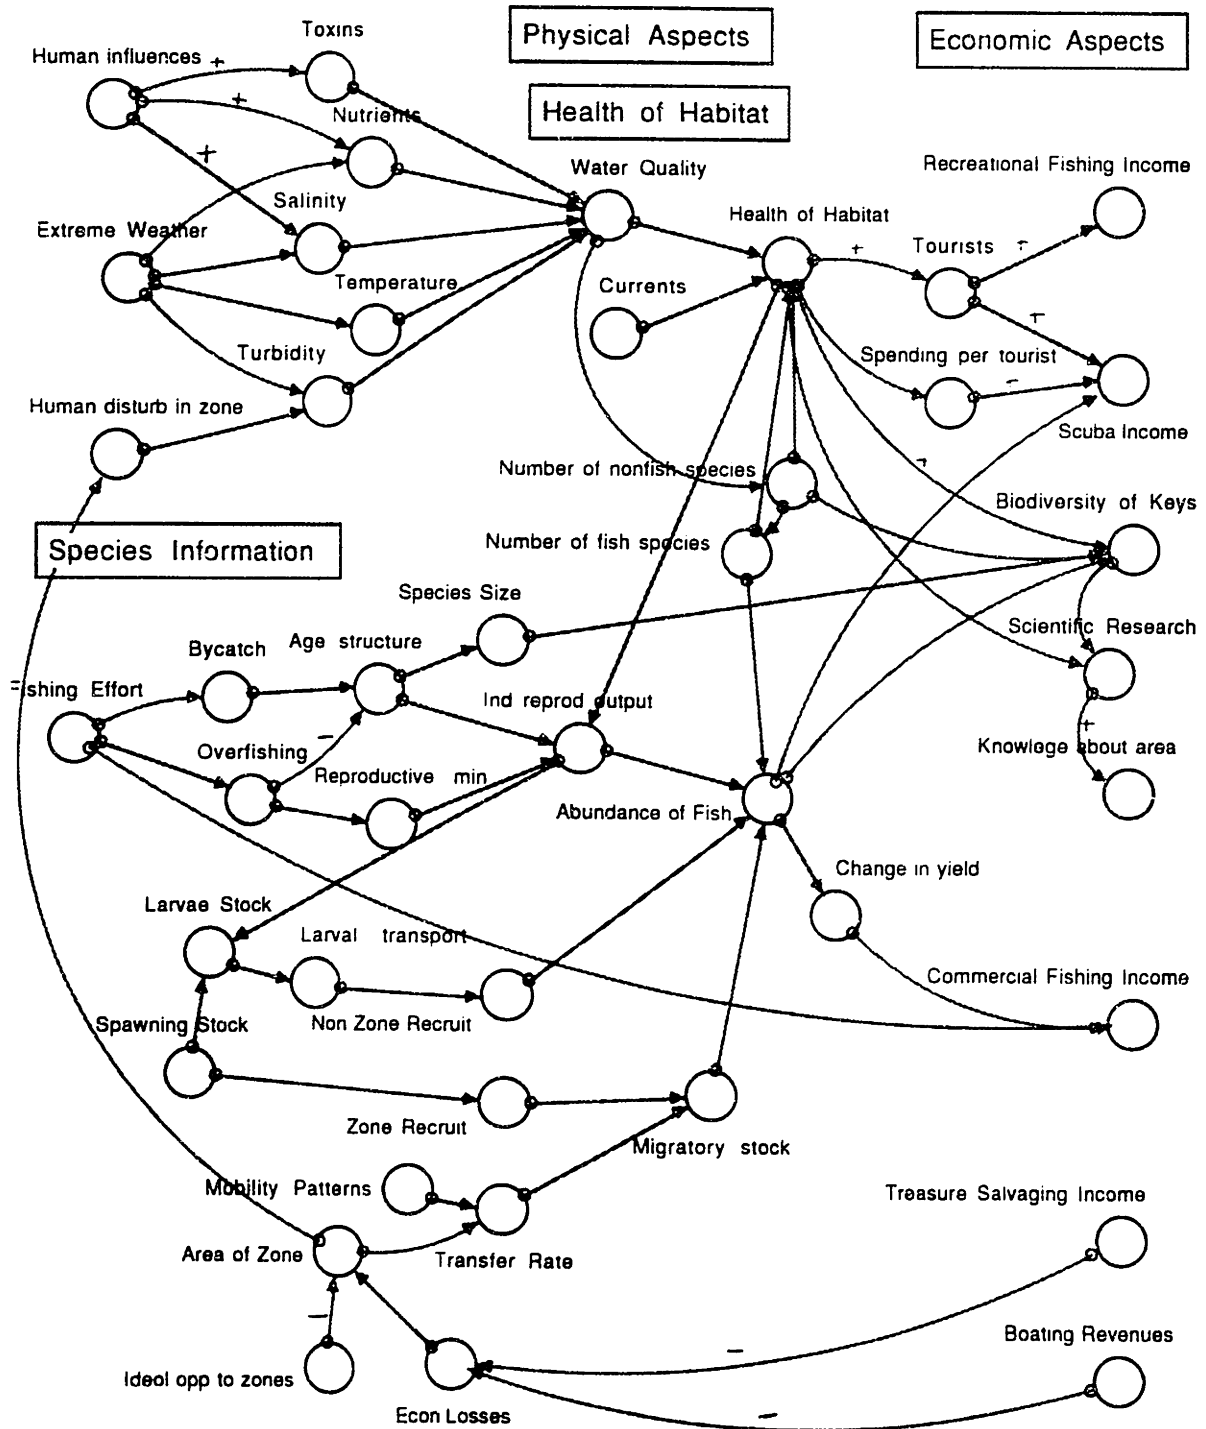 Toxins
Physical Aspects
Economic Aspects
Human influences
+
+
Health of Habitat
Nutrients
+
Water Quality
Recreational Fishing Income
Salinity
Health of Habitat
Extreme Weather
+
Tourists
Temperature
Currents
+
Turbidity
Spending per tourist
Human disturb in zone
Scuba Income
Number of nonfish species
Biodiversity of Keys
Species Information
Number of fish species
Species Size
Scientific Research
Bycatch
Age structure
Fishing Effort
Ind reprod output
+
Overfishing
-
Knowlege about area
Reproductive min
Abundance of Fish
Change in yield
Larvae Stock
Larval transport
Commercial Fishing Income
Spawning Stock
Non Zone Recruit
Zone Recruit
Migratory stock
Mobility Patterns
Treasure Salvaging Income
Area of Zone
Transfer Rate
-
Boating Revenues
-
Ideol opp to zones
Econ Losses
-